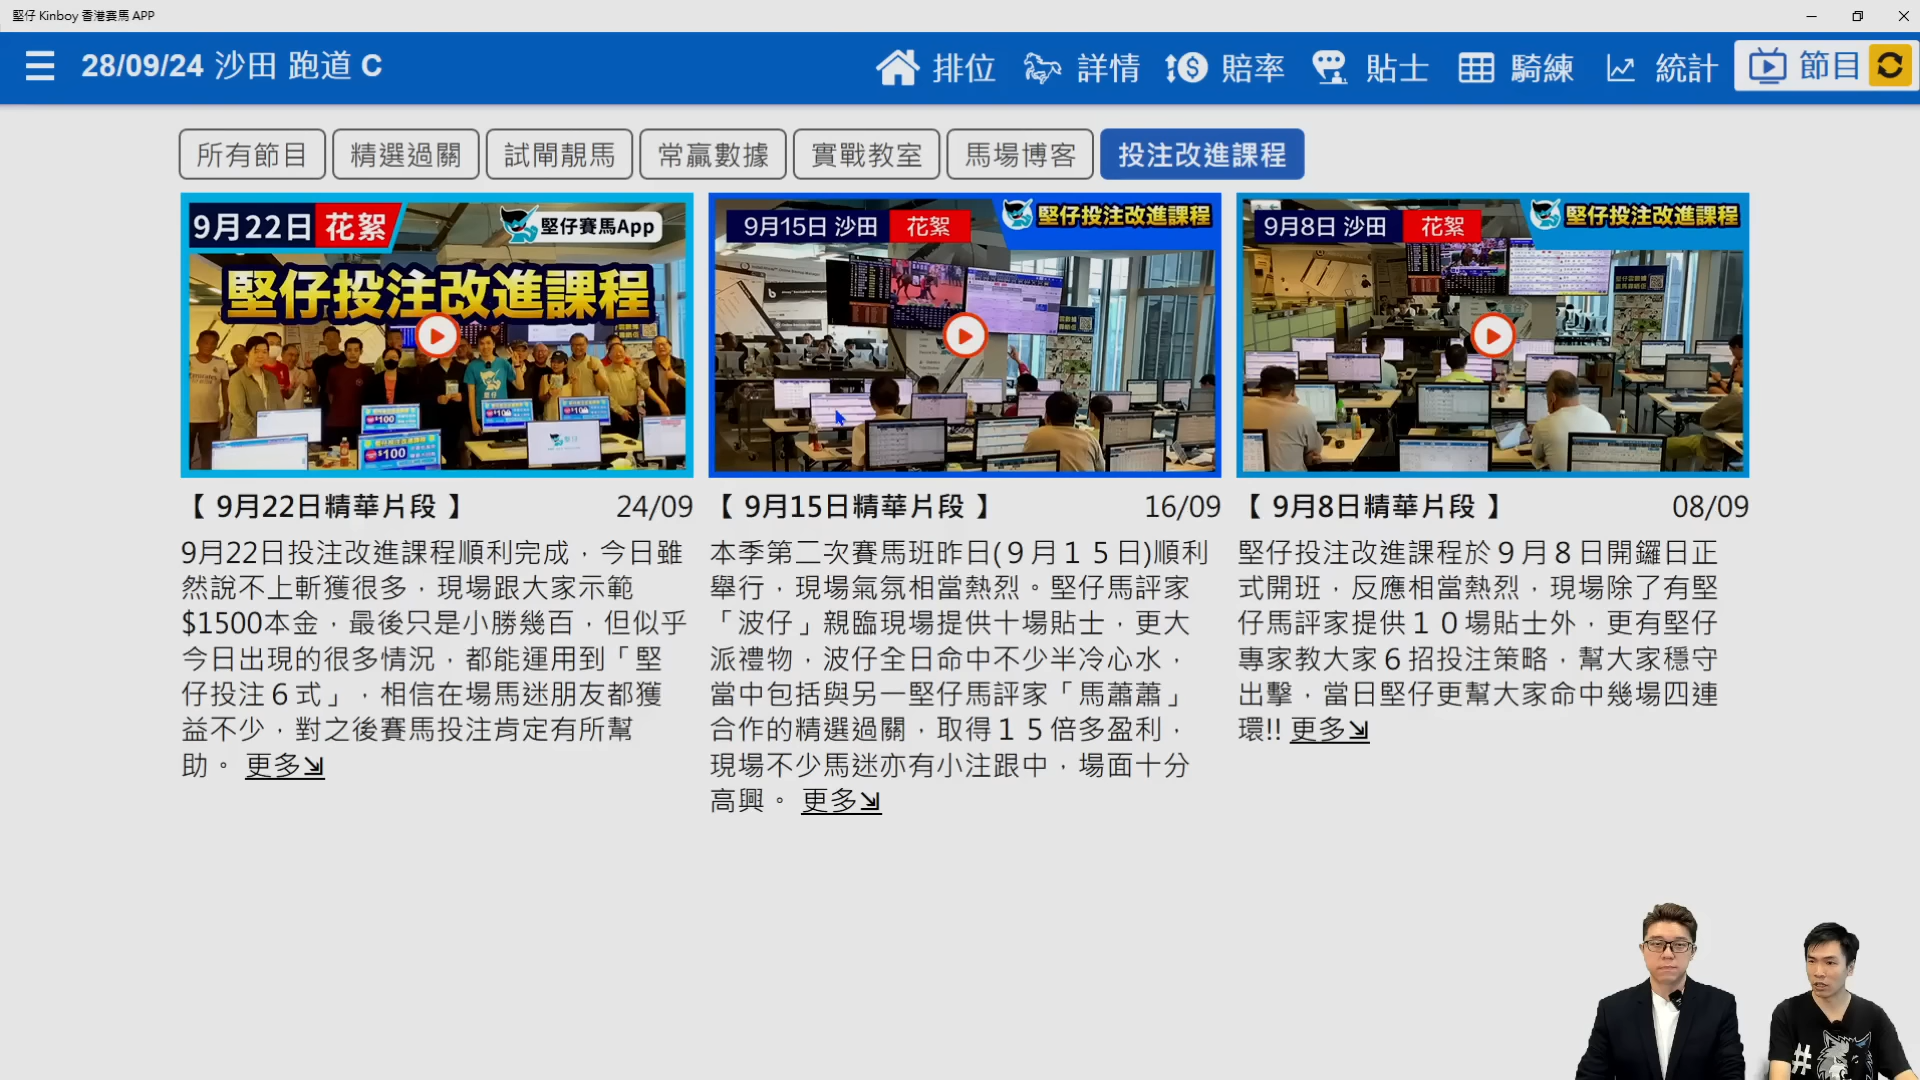 堅仔 Kinboy 香港賽馬 APP
28/09/24 沙田 跑道 C
排位
詳情
賠率
貼士
騎練
統計
節目
所有節目
精選過關
試閘靚馬
常贏數據
實戰教室
馬場博客
投注改進課程
9月22日 花絮
堅仔賽馬App
堅仔投注改進課程
$100
$100
$100
$100
9月15日 沙田 花絮
堅仔投注改進課程
9月8日 沙田 花絮
堅仔投注改進課程
【 9月22日精華片段 】
24/09
9月22日投注改進課程順利完成，今日雖
然說不上斬獲很多，現場跟大家示範
$1500本金，最後只是小勝幾百，但似乎
今日出現的很多情況，都能運用到「堅
仔投注６式」，相信在場馬迷朋友都獲
益不少，對之後賽馬投注肯定有所幫
助。 更多⇲
【 9月15日精華片段 】
16/09
本季第二次賽馬班昨日(９月１５日)順利
舉行，現場氣氛相當熱烈。堅仔馬評家
「波仔」親臨現場提供十場貼士，更大
派禮物，波仔全日命中不少半冷心水，
當中包括與另一堅仔馬評家「馬蕭蕭」
合作的精選過關，取得１５倍多盈利，
現場不少馬迷亦有小注跟中，場面十分
高興。 更多⇲
【 9月8日精華片段 】
08/09
堅仔投注改進課程於９月８日開鑼日正
式開班，反應相當熱烈，現場除了有堅
仔馬評家提供１０場貼士外，更有堅仔
專家教大家６招投注策略，幫大家穩守
出擊，當日堅仔更幫大家命中幾場四連
環!! 更多⇲
#